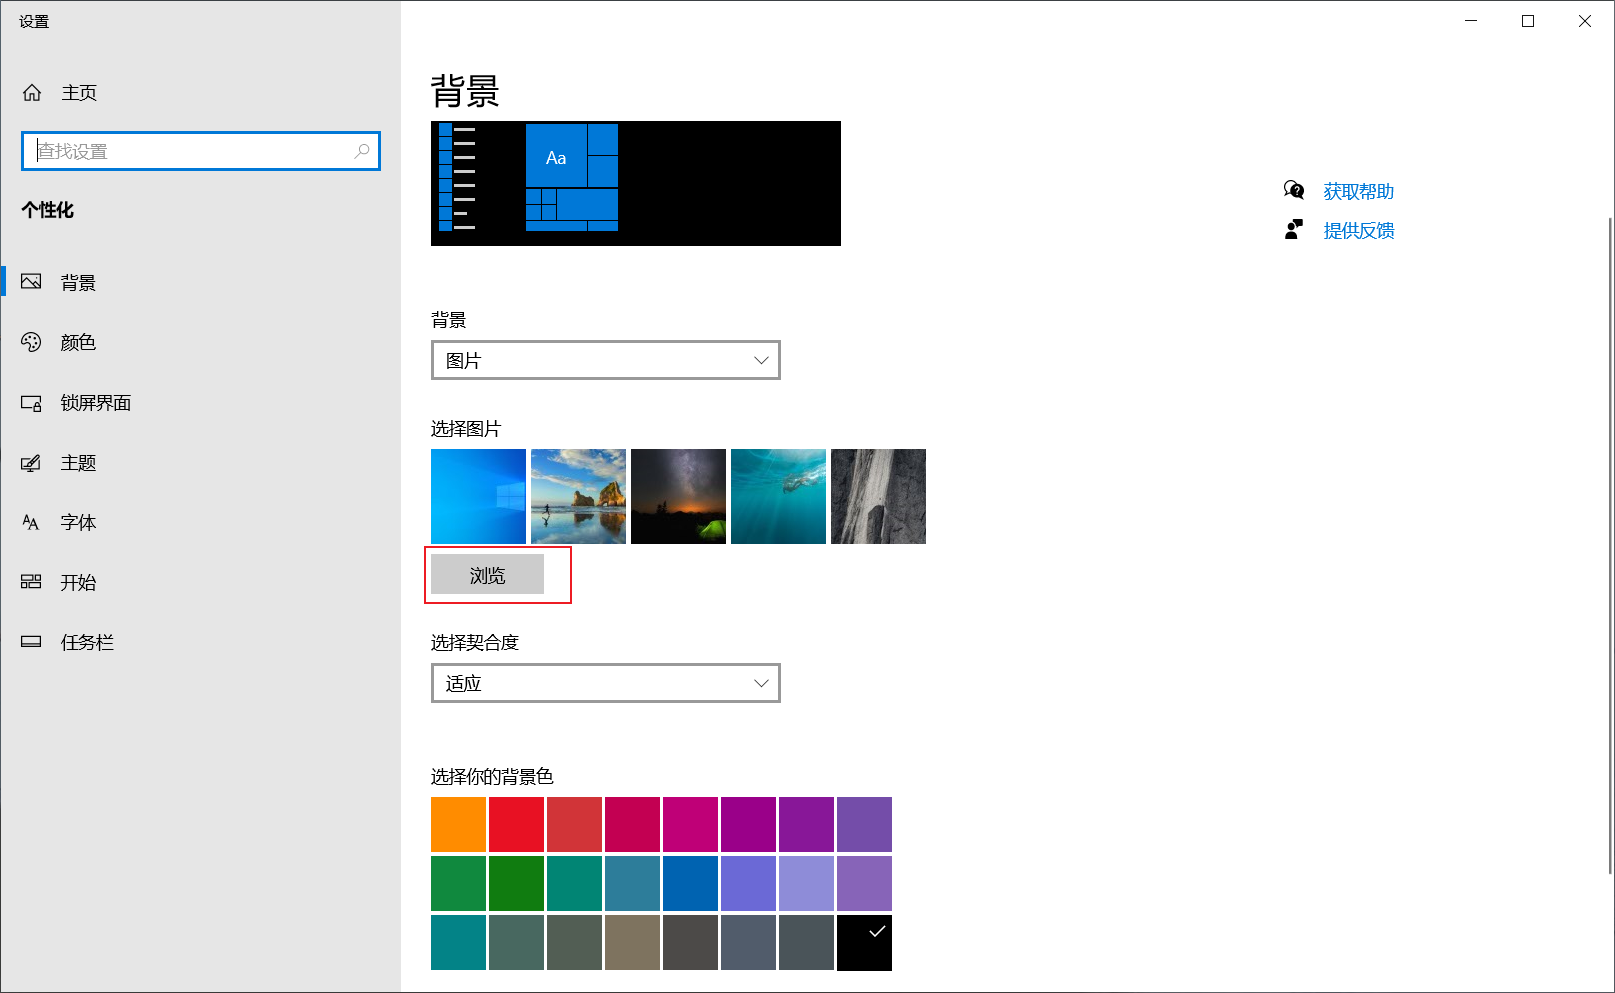 设置
主页
查找设置
个性化
背景
颜色
锁屏界面
主题
字体
开始
任务栏
背景
Aa
背景
图片
选择图片
浏览
选择契合度
适应
选择你的背景色
获取帮助
提供反馈